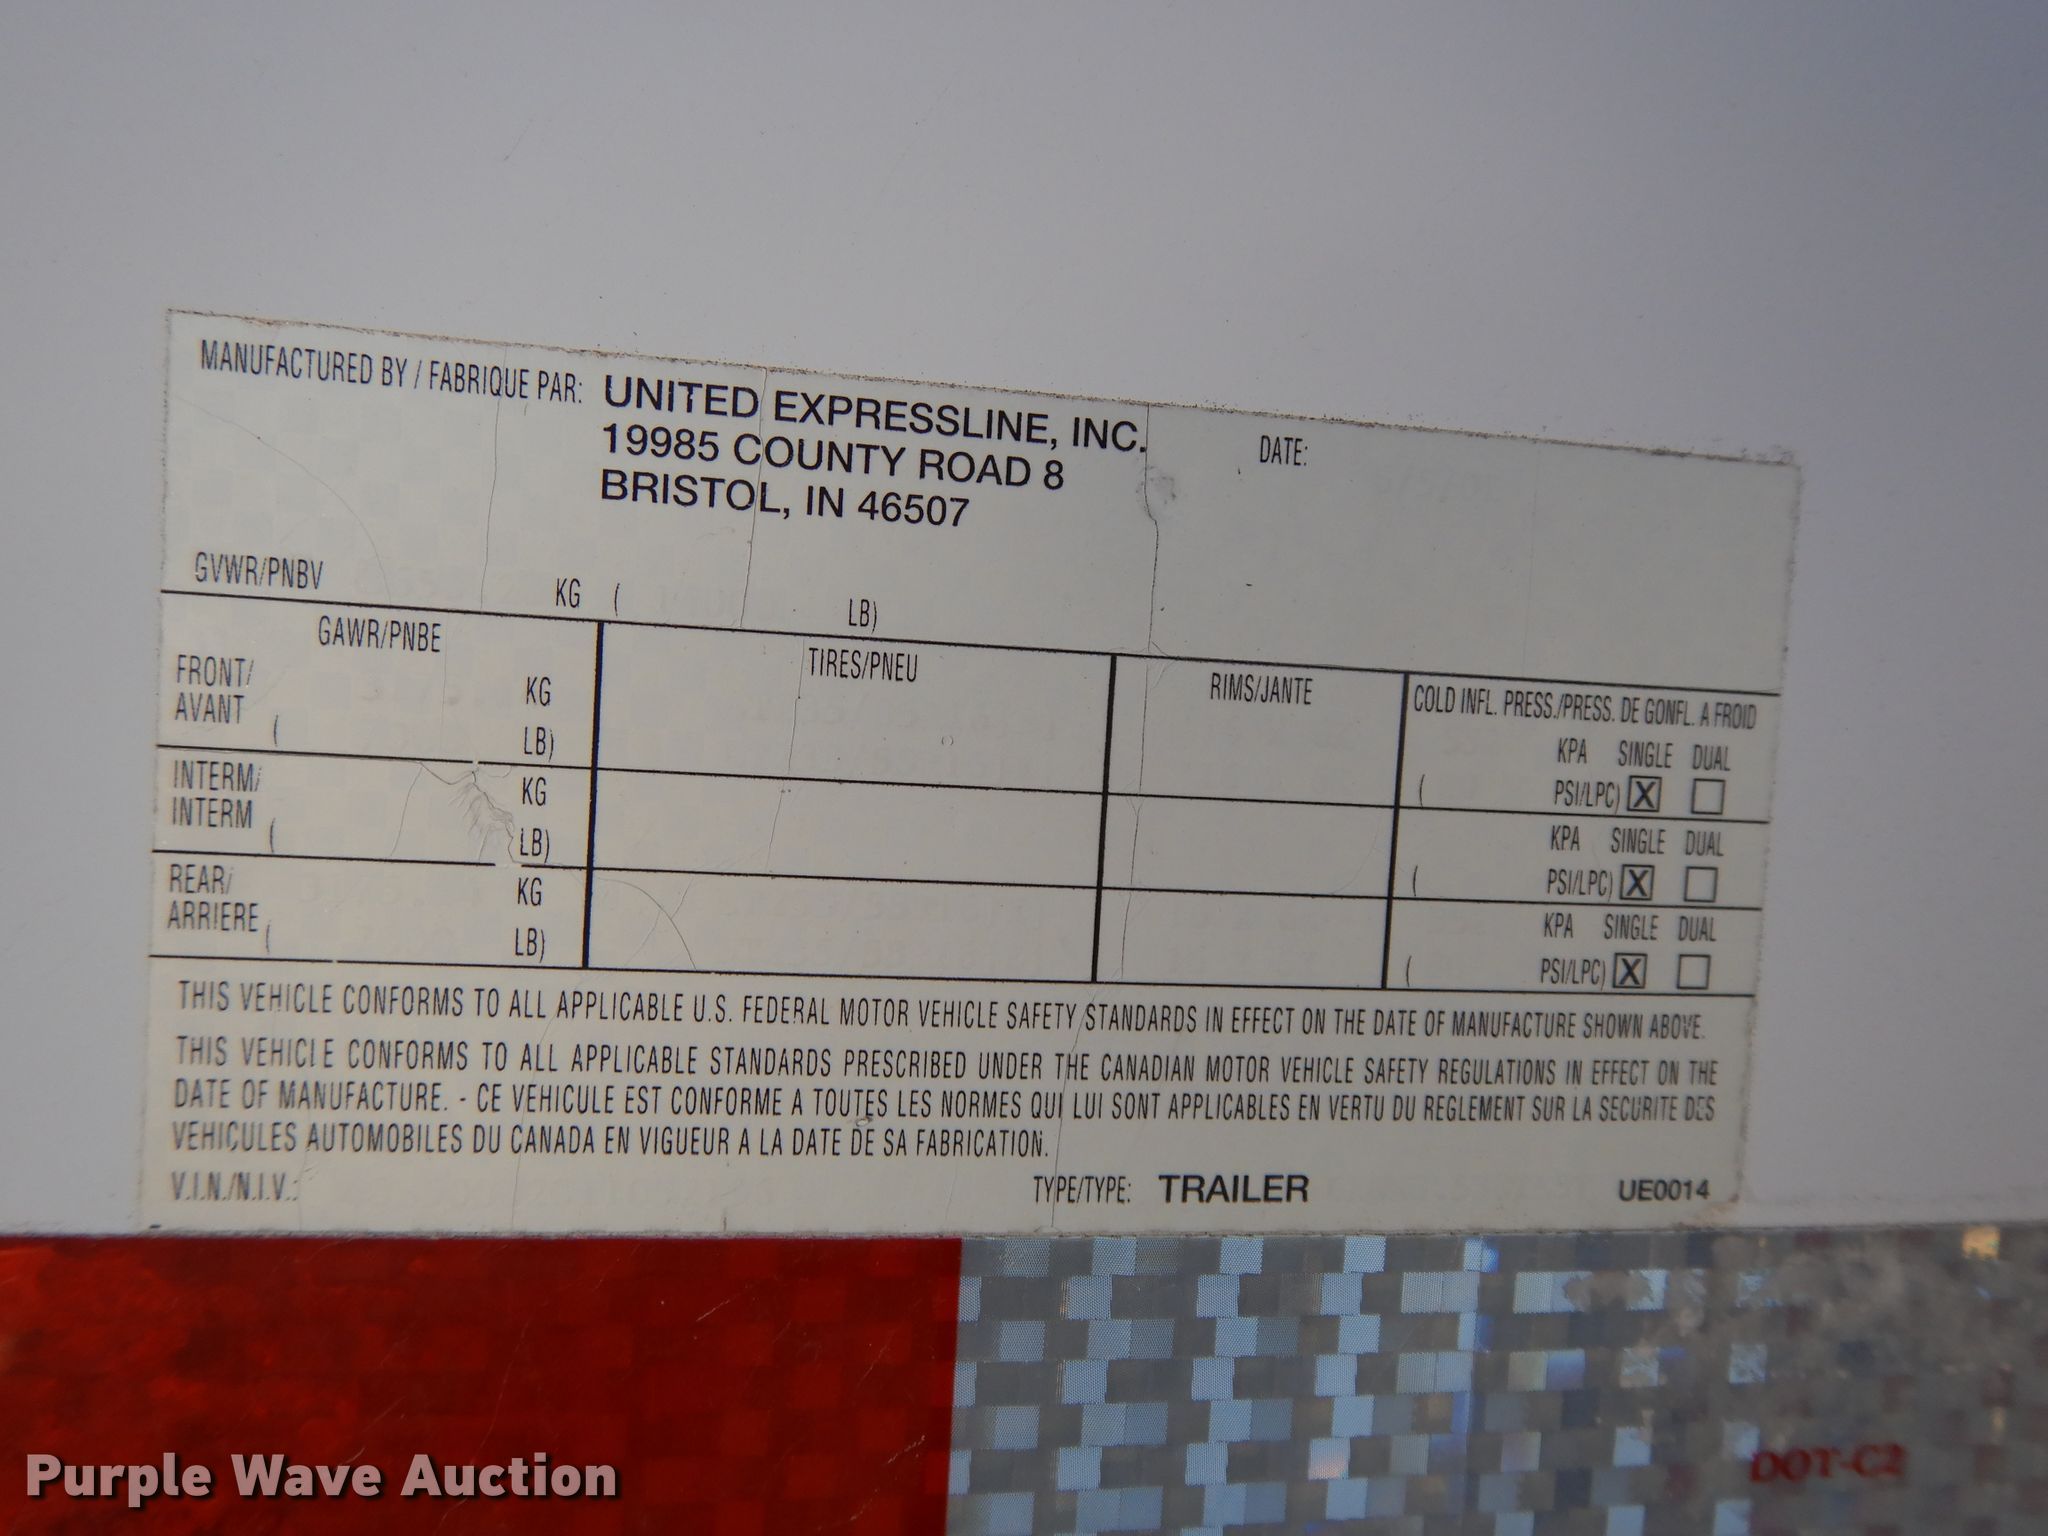 MANUFACTURED BY / FABRIQUE PAR: UNITED EXPRESSLINE, INC.
19985 COUNTY ROAD 8
BRISTOL, IN 46507
DATE:
GVWR/PNBV KG ( LB)
GAWR/PNBE TIRES/PNEU RIMS/JANTE COLD INFL. PRESS./PRESS. DE GONFL. A FROID
FRONT/ KG KPA SINGLE DUAL
AVANT ( LB) ( PSI/LPC) X
INTERM/ KG KPA SINGLE DUAL
INTERM ( LB) ( PSI/LPC) X
REAR/ KG KPA SINGLE DUAL
ARRIERE ( LB) ( PSI/LPC) X
THIS VEHICLE CONFORMS TO ALL APPLICABLE U.S. FEDERAL MOTOR VEHICLE SAFETY STANDARDS IN EFFECT ON THE DATE OF MANUFACTURE SHOWN ABOVE.
THIS VEHICLE CONFORMS TO ALL APPLICABLE STANDARDS PRESCRIBED UNDER THE CANADIAN MOTOR VEHICLE SAFETY REGULATIONS IN EFFECT ON THE
DATE OF MANUFACTURE. - CE VEHICULE EST CONFORME A TOUTES LES NORMES QUI LUI SONT APPLICABLES EN VERTU DU REGLEMENT SUR LA SECURITE DES
VEHICULES AUTOMOBILES DU CANADA EN VIGUEUR A LA DATE DE SA FABRICATION.
V.I.N./N.I.V.: TYPE/TYPE: TRAILER UE0014
DOT-C2
Purple Wave Auction